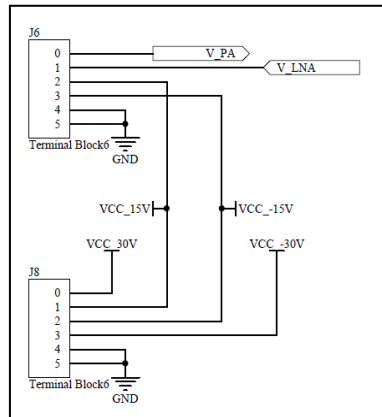 J6
0
V_PA
1
V_LNA
2
3
4
5
Terminal Block6
GND
VCC_15V
VCC_-15V
VCC_30V
VCC_-30V
J8
0
1
2
3
4
5
Terminal Block6
GND